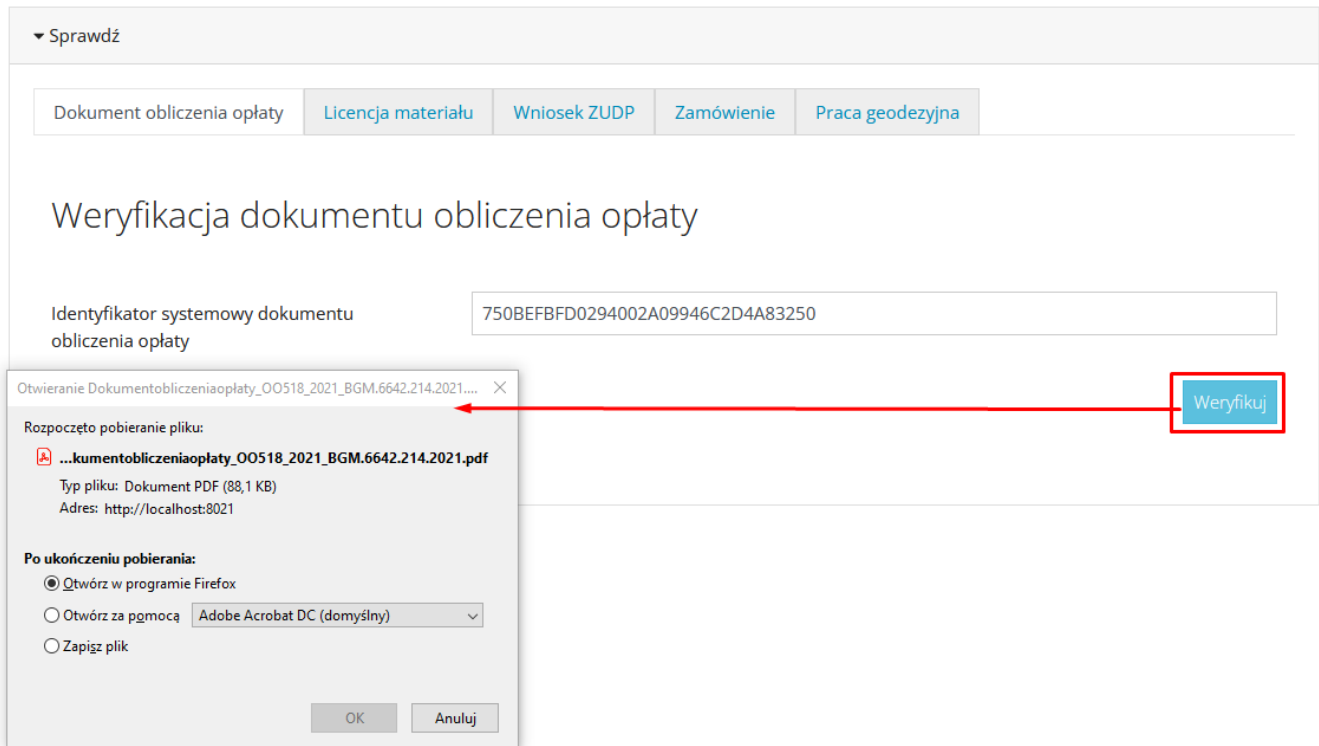 Sprawdź
Dokument obliczenia opłaty
Licencja materiału
Wniosek ZUDP
Zamówienie
Praca geodezyjna
Weryfikacja dokumentu obliczenia opłaty
Identyfikator systemowy dokumentu
obliczenia opłaty
750BEFBFD0294002A09946C2D4A83250
Weryfikuj
Otwieranie Dokumentobliczeniaopłaty_OO518_2021_BGM.6642.214.2021....
Rozpoczęto pobieranie pliku:
...kumentobliczeniaopłaty_OO518_2021_BGM.6642.214.2021.pdf
Typ pliku: Dokument PDF (88,1 KB)
Adres: http://localhost:8021
Po ukończeniu pobierania:
Otwórz w programie Firefox
Otwórz za pomocą Adobe Acrobat DC (domyślny)
Zapisz plik
OK Anuluj